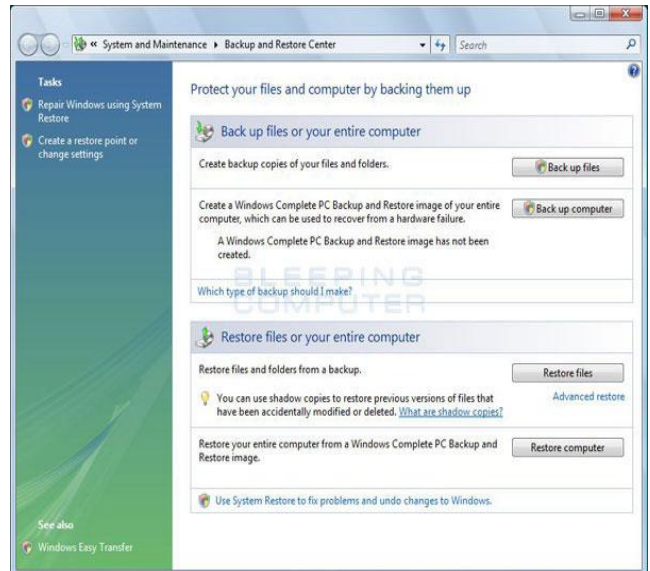 « System and Maintenance ▸ Backup and Restore Center
Search
Tasks
Repair Windows using System
Restore
Create a restore point or
change settings
See also
Windows Easy Transfer
Protect your files and computer by backing them up
Back up files or your entire computer
Create backup copies of your files and folders.
Back up files
Create a Windows Complete PC Backup and Restore image of your entire
computer, which can be used to recover from a hardware failure.
Back up computer
A Windows Complete PC Backup and Restore image has not been
created.
BLEEPING
COMPUTER
Which type of backup should I make?
Restore files or your entire computer
Restore files and folders from a backup.
Restore files
You can use shadow copies to restore previous versions of files that
have been accidentally modified or deleted. What are shadow copies?
Advanced restore
Restore your entire computer from a Windows Complete PC Backup and
Restore image.
Restore computer
Use System Restore to fix problems and undo changes to Windows.